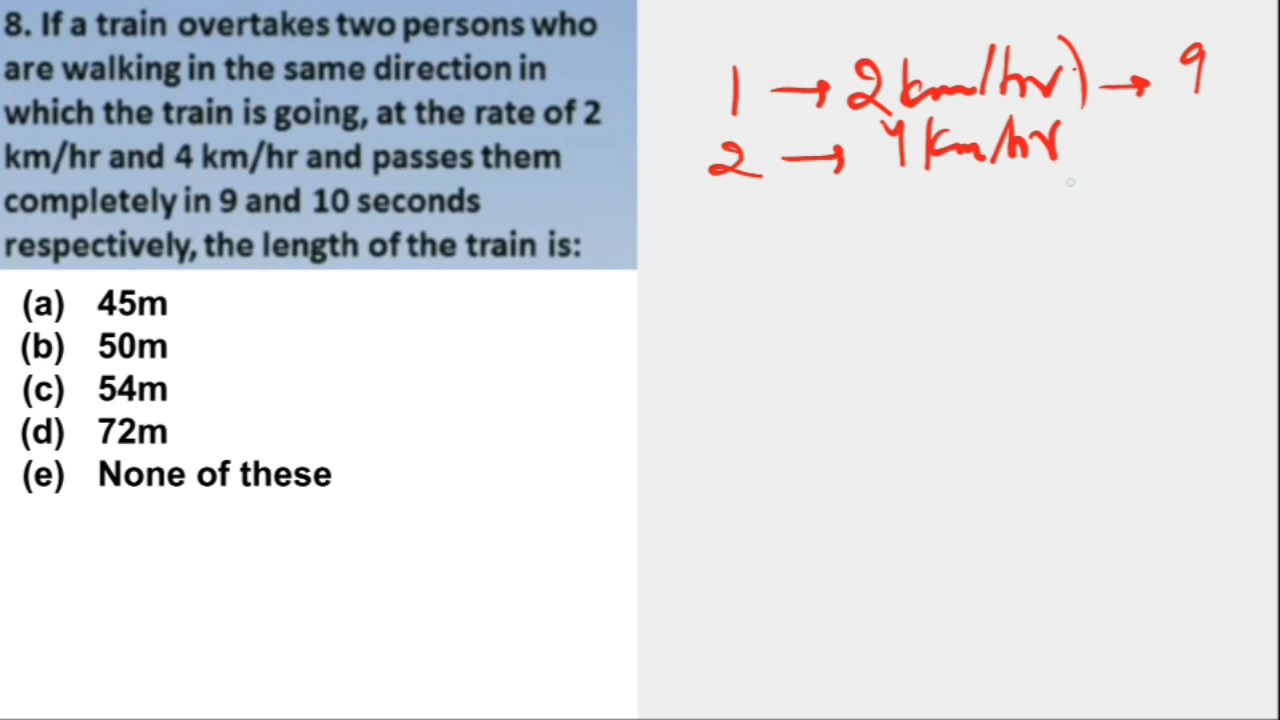 8. If a train overtakes two persons who
are walking in the same direction in
which the train is going, at the rate of 2
km/hr and 4 km/hr and passes them
completely in 9 and 10 seconds
respectively, the length of the train is:
(a) 45m
(b) 50m
(c) 54m
(d) 72m
(e) None of these
1 → 2 km/hr) → 9
2 → 4 km/hr